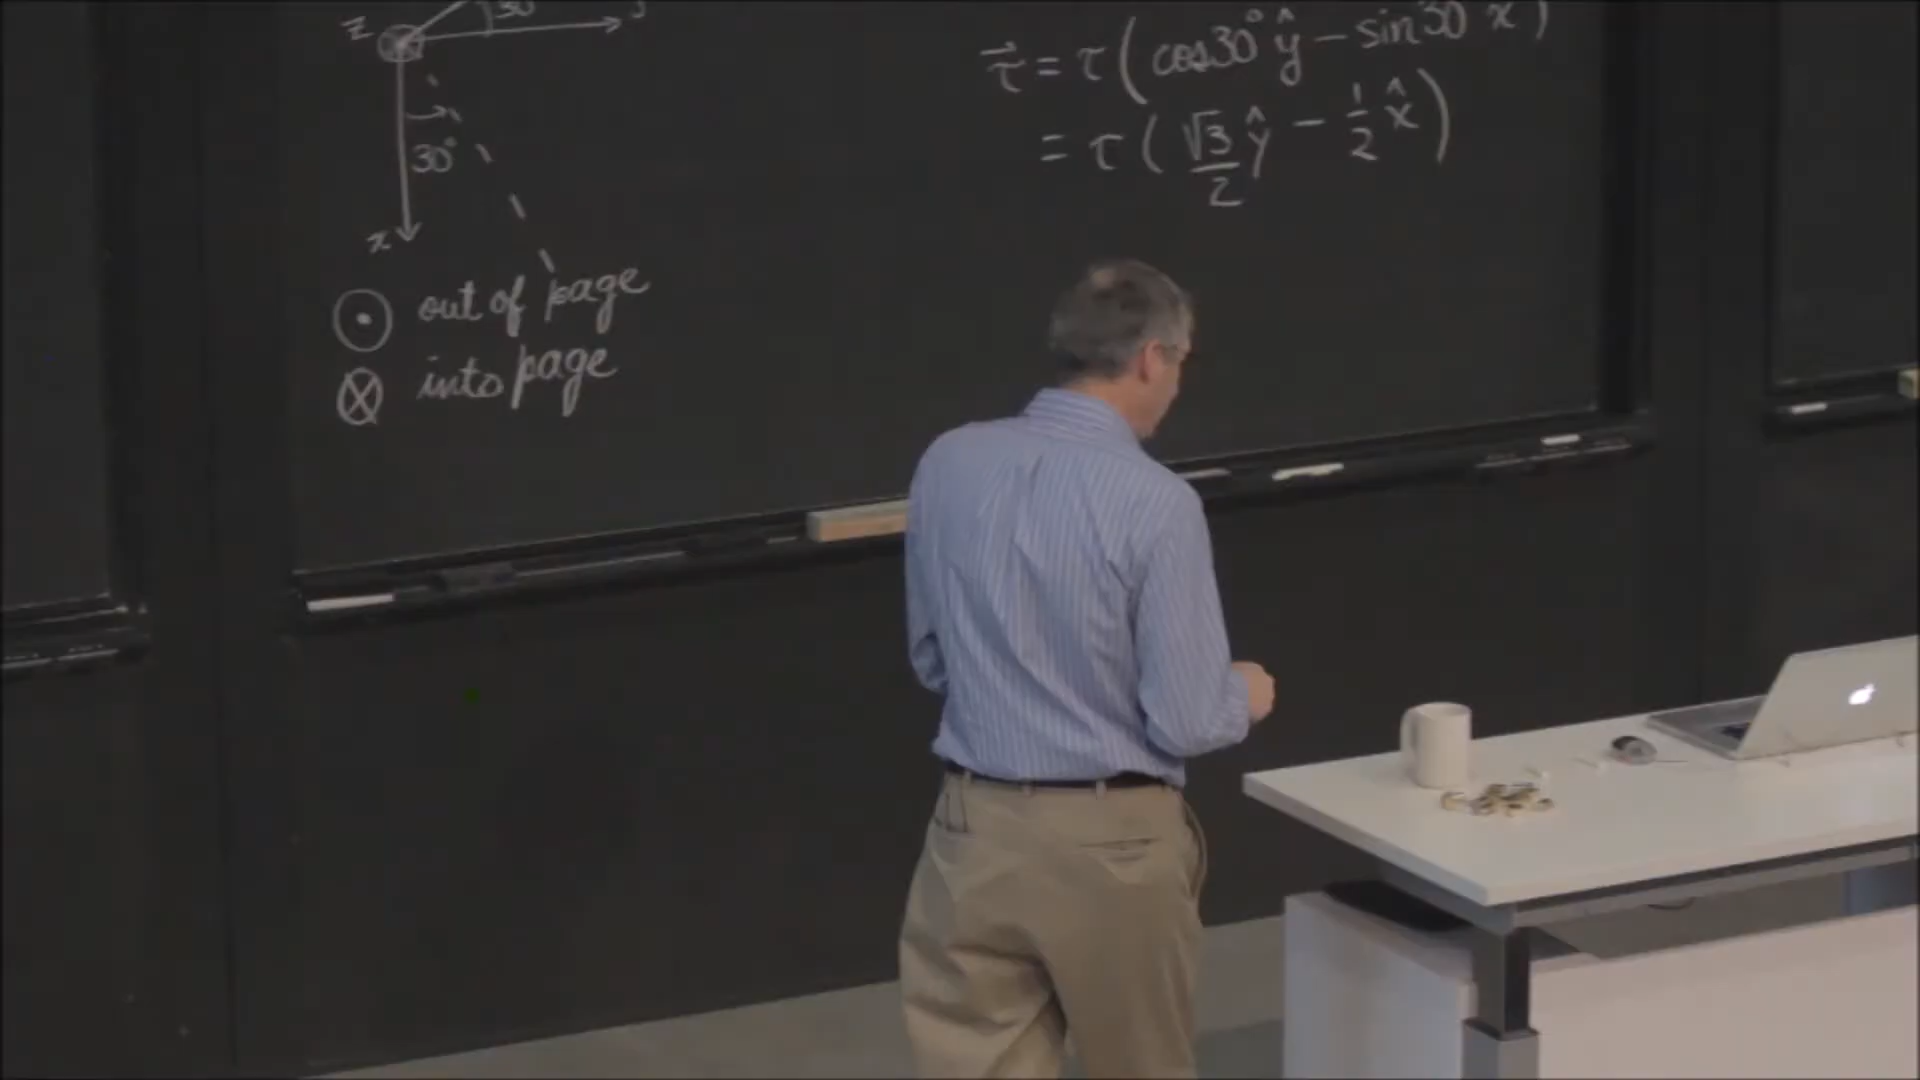 z
30
30°
x
⊙ out of page
⊗ into page
τ⃗ = τ ( cos30° ŷ – sin30 x̂ )
= τ ( √3/2 ŷ – 1/2 x̂ )